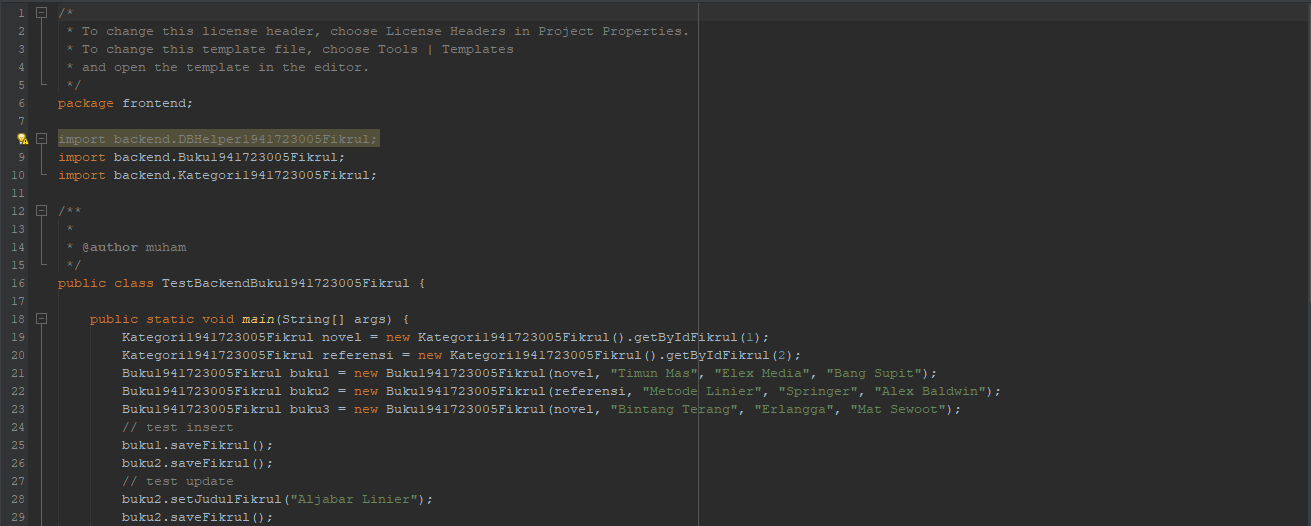 1 /*
2  * To change this license header, choose License Headers in Project Properties.
3  * To change this template file, choose Tools | Templates
4  * and open the template in the editor.
5  */
6 package frontend;
7
import backend.DBHelper1941723005Fikrul;
9 import backend.Buku1941723005Fikrul;
10 import backend.Kategori1941723005Fikrul;
11
12 /**
13  *
14  * @author muham
15  */
16 public class TestBackendBuku1941723005Fikrul {
17
18     public static void main(String[] args) {
19         Kategori1941723005Fikrul novel = new Kategori1941723005Fikrul().getByIdFikrul(1);
20         Kategori1941723005Fikrul referensi = new Kategori1941723005Fikrul().getByIdFikrul(2);
21         Buku1941723005Fikrul buku1 = new Buku1941723005Fikrul(novel, "Timun Mas", "Elex Media", "Bang Supit");
22         Buku1941723005Fikrul buku2 = new Buku1941723005Fikrul(referensi, "Metode Linier", "Springer", "Alex Baldwin");
23         Buku1941723005Fikrul buku3 = new Buku1941723005Fikrul(novel, "Bintang Terang", "Erlangga", "Mat Sewoot");
24         // test insert
25         buku1.saveFikrul();
26         buku2.saveFikrul();
27         // test update
28         buku2.setJudulFikrul("Aljabar Linier");
29         buku2.saveFikrul();